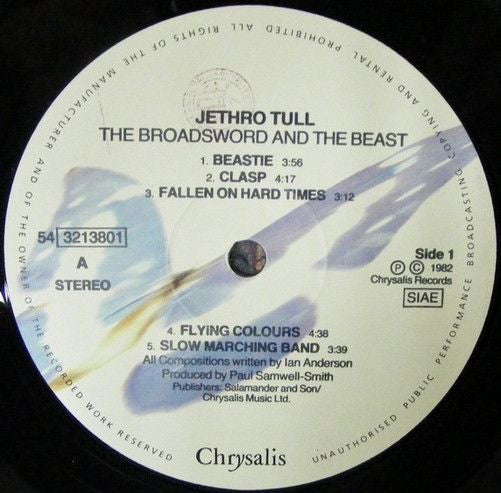 ALL RIGHTS OF THE MANUFACTURER AND OF THE OWNER OF THE RECORDED WORK RESERVED
UNAUTHORISED PUBLIC PERFORMANCE BROADCASTING COPYING AND RENTAL PROHIBITED
JETHRO TULL
THE BROADSWORD AND THE BEAST
1. BEASTIE 3:56
2. CLASP 4:17
3. FALLEN ON HARD TIMES 3:12
54 3213801
A
STEREO
Side 1
Ⓟ © 1982
Chrysalis Records
SIAE
4. FLYING COLOURS 4:38
5. SLOW MARCHING BAND 3:39
All Compositions written by Ian Anderson
Produced by Paul Samwell-Smith
Publishers: Salamander and Son/
Chrysalis Music Ltd.
Chrysalis